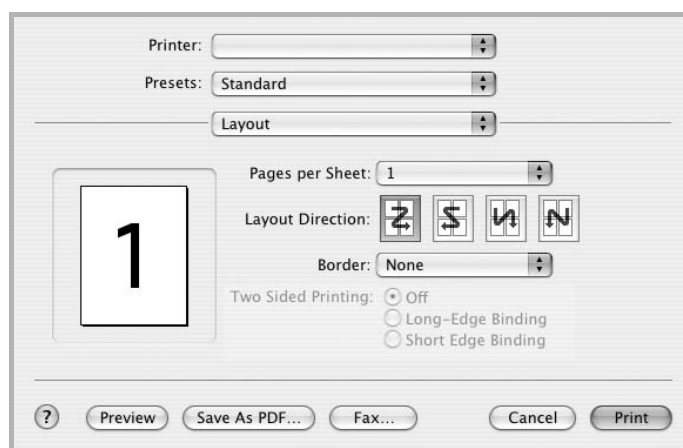 Printer:
Presets: Standard
Layout
Pages per Sheet: 1
Layout Direction:
Border: None
Two Sided Printing: Off
Long-Edge Binding
Short Edge Binding
1
? Preview Save As PDF... Fax... Cancel Print